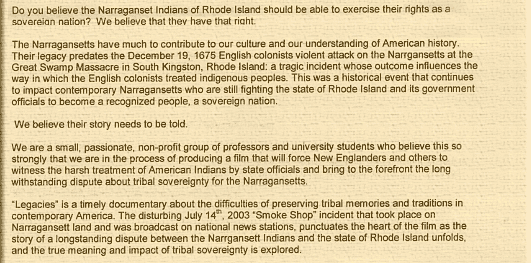 Do you believe the Narraganset Indians of Rhode Island should be able to exercise their rights as a
sovereign nation?  We believe that they have that right.
The Narragansetts have much to contribute to our culture and our understanding of American history.
Their legacy predates the December 19, 1675 English colonists violent attack on the Narrgansetts at the
Great Swamp Massacre in South Kingston, Rhode Island: a tragic incident whose outcome influences the
way in which the English colonists treated indigenous peoples. This was a historical event that continues
to impact contemporary Narragansetts who are still fighting the state of Rhode Island and its government
officials to become a recognized people, a sovereign nation.
We believe their story needs to be told.
We are a small, passionate, non-profit group of professors and university students who believe this so
strongly that we are in the process of producing a film that will force New Englanders and others to
witness the harsh treatment of American Indians by state officials and bring to the forefront the long
withstanding dispute about tribal sovereignty for the Narragansetts.
"Legacies" is a timely documentary about the difficulties of preserving tribal memories and traditions in
contemporary America. The disturbing July 14th, 2003 "Smoke Shop" incident that took place on
Narragansett land and was broadcast on national news stations, punctuates the heart of the film as the
story of a longstanding dispute between the Narrgansett Indians and the state of Rhode Island unfolds,
and the true meaning and impact of tribal sovereignty is explored.